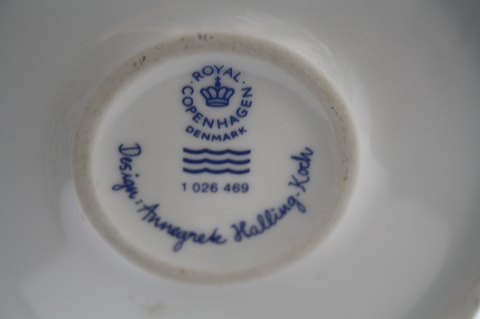 ROYAL
COPENHAGEN
DENMARK
1 026 469
Design: Annegrete Halling-Koch